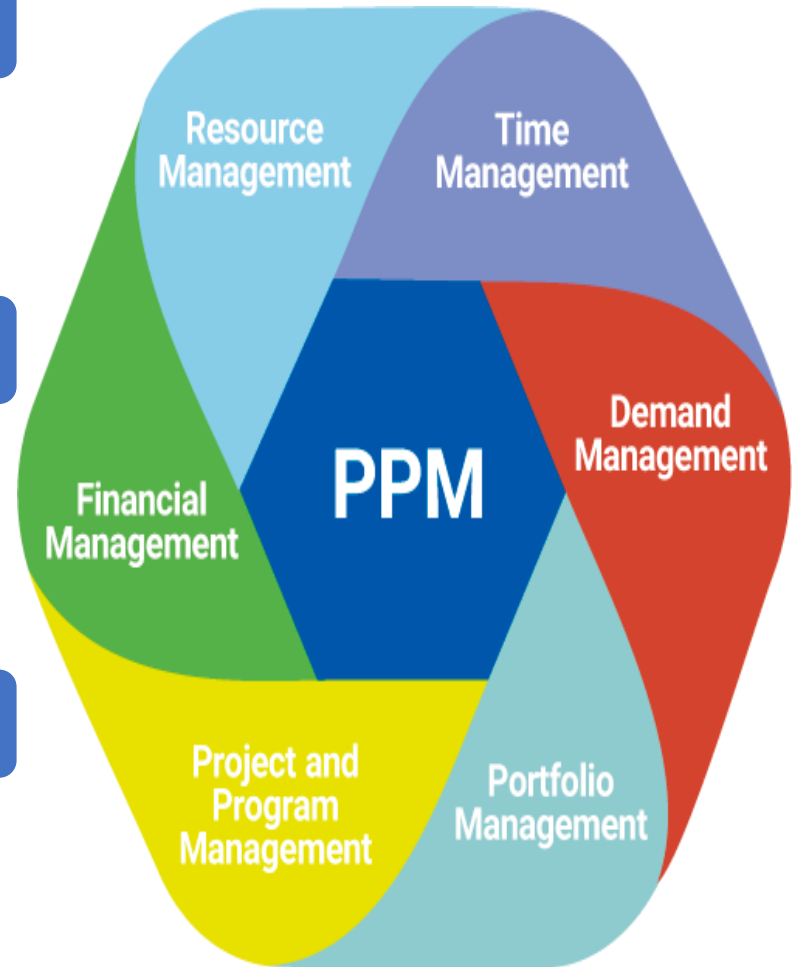 Resource
Management
Time
Management
Demand
Management
PPM
Financial
Management
Project and
Program
Management
Portfolio
Management